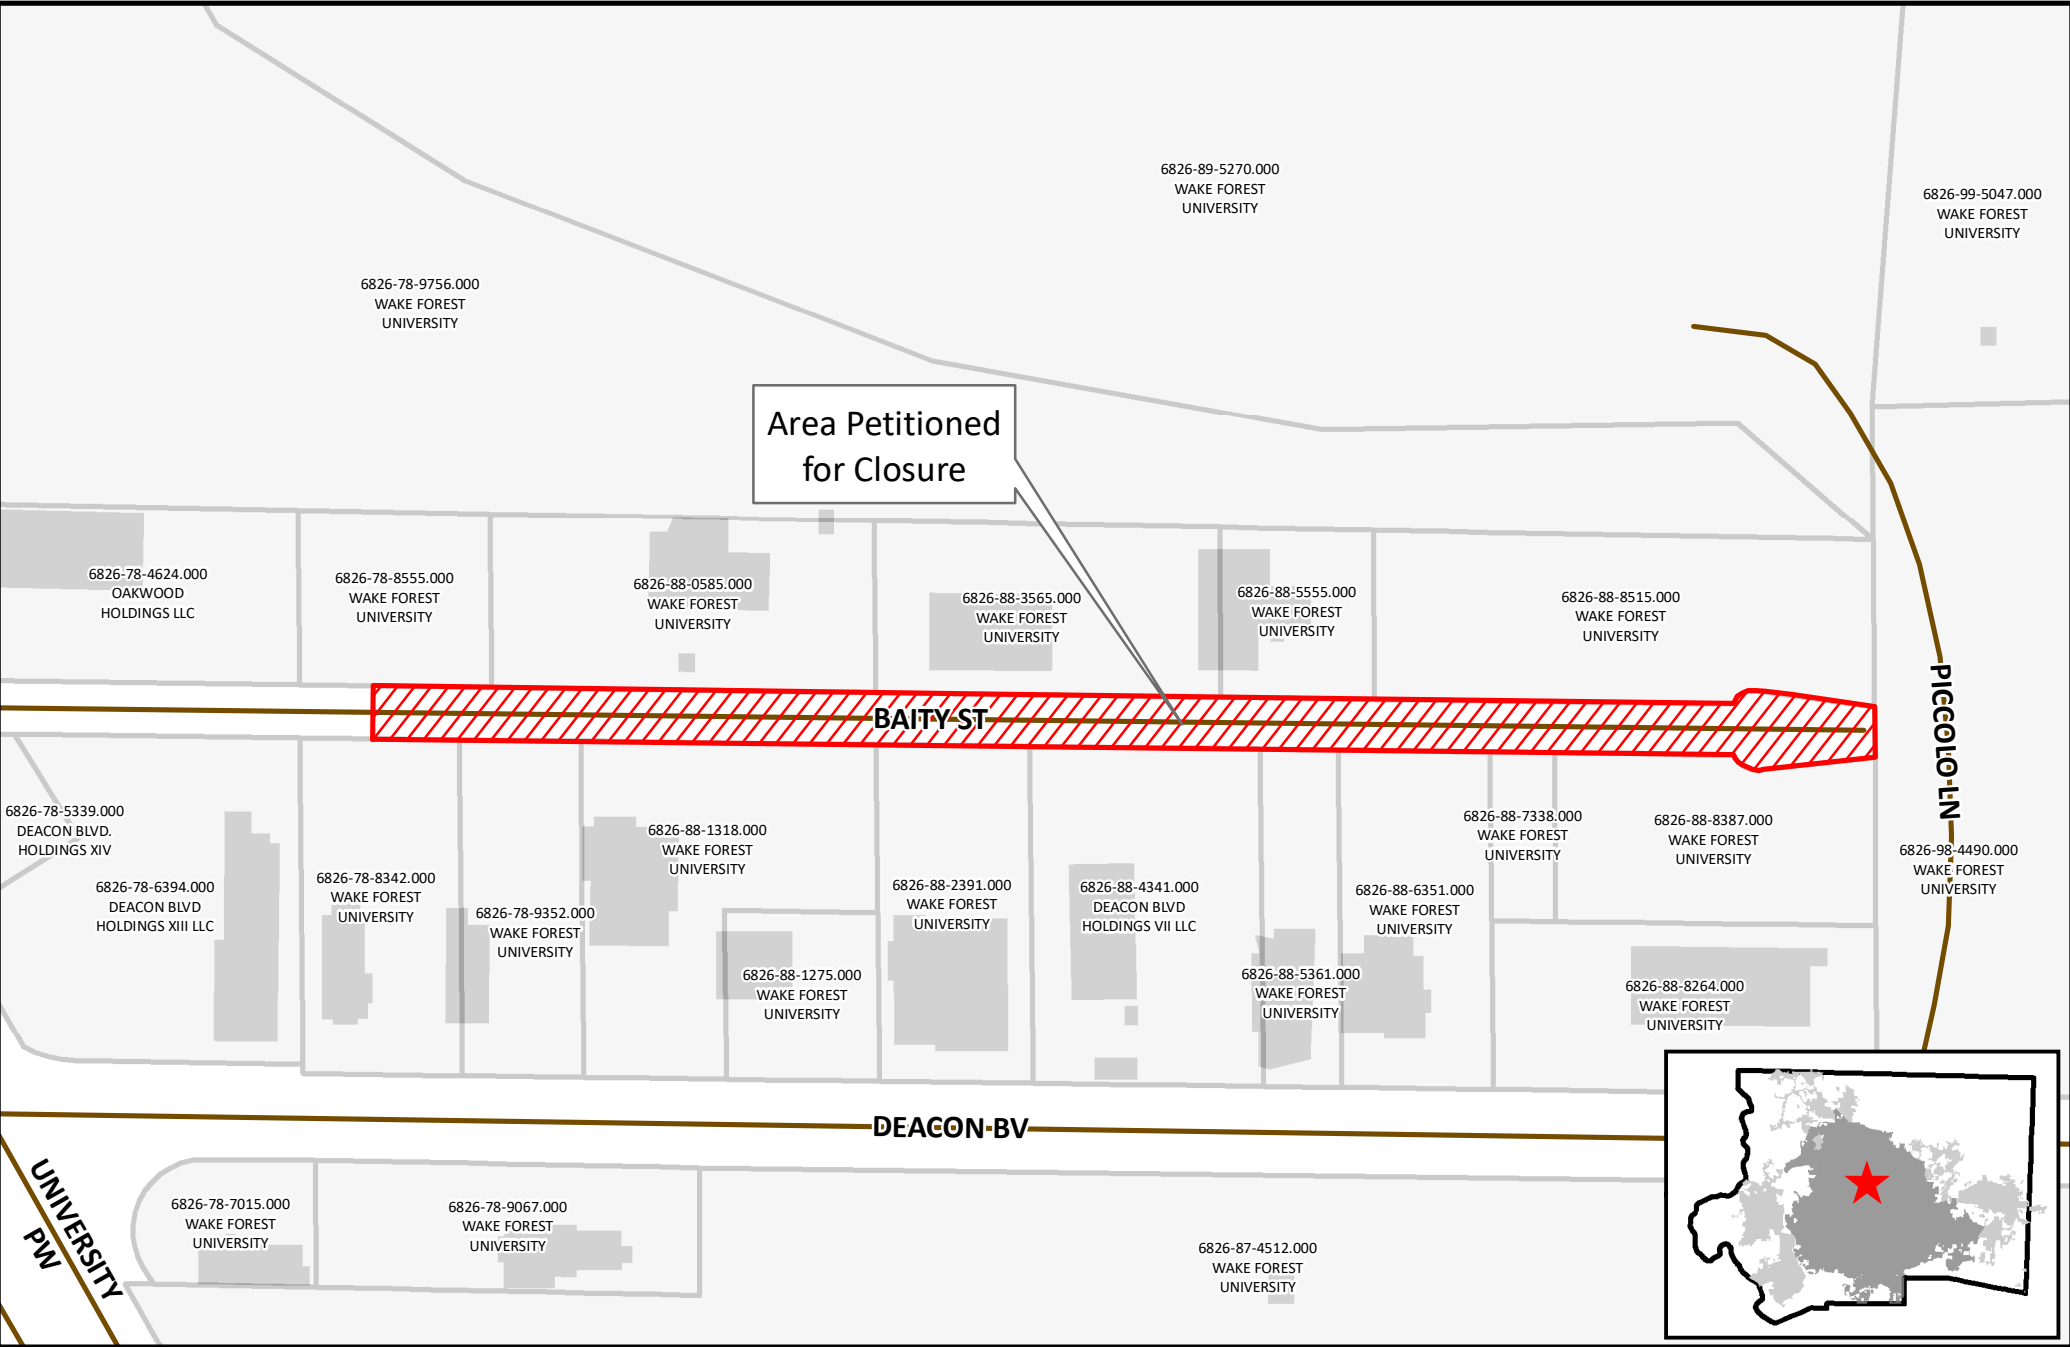 6826-89-5270.000
WAKE FOREST
UNIVERSITY
6826-99-5047.000
WAKE FOREST
UNIVERSITY
6826-78-9756.000
WAKE FOREST
UNIVERSITY
Area Petitioned
for Closure
6826-78-4624.000
OAKWOOD
HOLDINGS LLC
6826-78-8555.000
WAKE FOREST
UNIVERSITY
6826-88-0585.000
WAKE FOREST
UNIVERSITY
6826-88-3565.000
WAKE FOREST
UNIVERSITY
6826-88-5555.000
WAKE FOREST
UNIVERSITY
6826-88-8515.000
WAKE FOREST
UNIVERSITY
BAITY ST
PICCOLO LN
6826-78-5339.000
DEACON BLVD.
HOLDINGS XIV
6826-78-6394.000
DEACON BLVD
HOLDINGS XIII LLC
6826-78-8342.000
WAKE FOREST
UNIVERSITY
6826-78-9352.000
WAKE FOREST
UNIVERSITY
6826-88-1318.000
WAKE FOREST
UNIVERSITY
6826-88-1275.000
WAKE FOREST
UNIVERSITY
6826-88-2391.000
WAKE FOREST
UNIVERSITY
6826-88-4341.000
DEACON BLVD
HOLDINGS VII LLC
6826-88-5361.000
WAKE FOREST
UNIVERSITY
6826-88-6351.000
WAKE FOREST
UNIVERSITY
6826-88-7338.000
WAKE FOREST
UNIVERSITY
6826-88-8387.000
WAKE FOREST
UNIVERSITY
6826-98-4490.000
WAKE FOREST
UNIVERSITY
6826-88-8264.000
WAKE FOREST
UNIVERSITY
DEACON BV
UNIVERSITY
PW
6826-78-7015.000
WAKE FOREST
UNIVERSITY
6826-78-9067.000
WAKE FOREST
UNIVERSITY
6826-87-4512.000
WAKE FOREST
UNIVERSITY